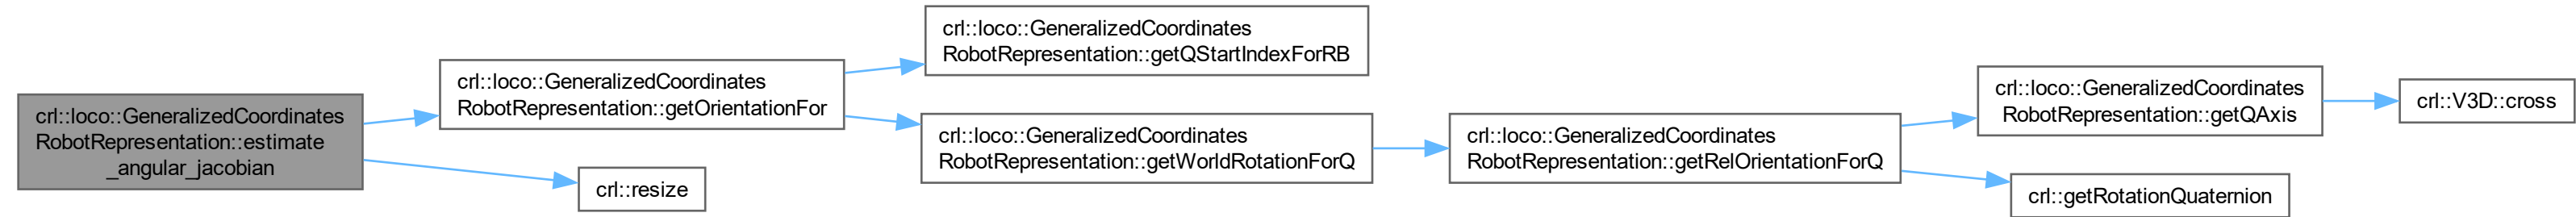 crl::loco::GeneralizedCoordinates
RobotRepresentation::estimate
_angular_jacobian
crl::loco::GeneralizedCoordinates
RobotRepresentation::getOrientationFor
crl::resize
crl::loco::GeneralizedCoordinates
RobotRepresentation::getQStartIndexForRB
crl::loco::GeneralizedCoordinates
RobotRepresentation::getWorldRotationForQ
crl::loco::GeneralizedCoordinates
RobotRepresentation::getRelOrientationForQ
crl::loco::GeneralizedCoordinates
RobotRepresentation::getQAxis
crl::getRotationQuaternion
crl::V3D::cross